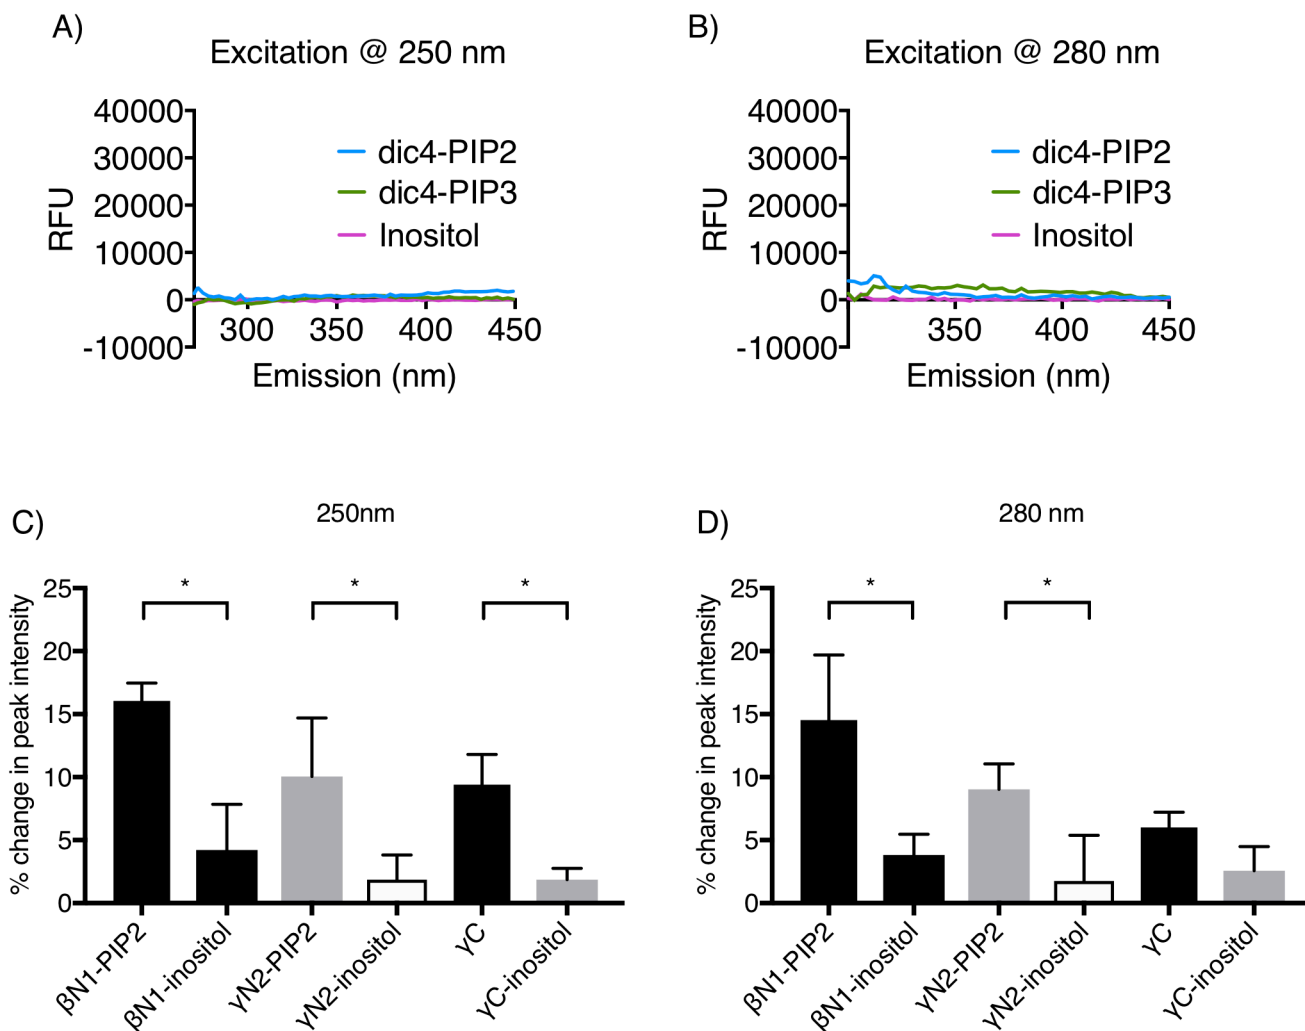 A)
Excitation @ 250 nm
40000
30000
20000
10000
0
-10000
RFU
dic4-PIP2
dic4-PIP3
Inositol
300 350 400 450
Emission (nm)
B)
Excitation @ 280 nm
40000
30000
20000
10000
0
-10000
RFU
dic4-PIP2
dic4-PIP3
Inositol
350 400 450
Emission (nm)
C)
250nm
% change in peak intensity
25
20
15
10
5
0
* * *
βN1-PIP2
βN1-inositol
γN2-PIP2
γN2-inositol
γC
γC-inositol
D)
280 nm
% change in peak intensity
25
20
15
10
5
0
* *
βN1-PIP2
βN1-inositol
γN2-PIP2
γN2-inositol
γC
γC-inositol